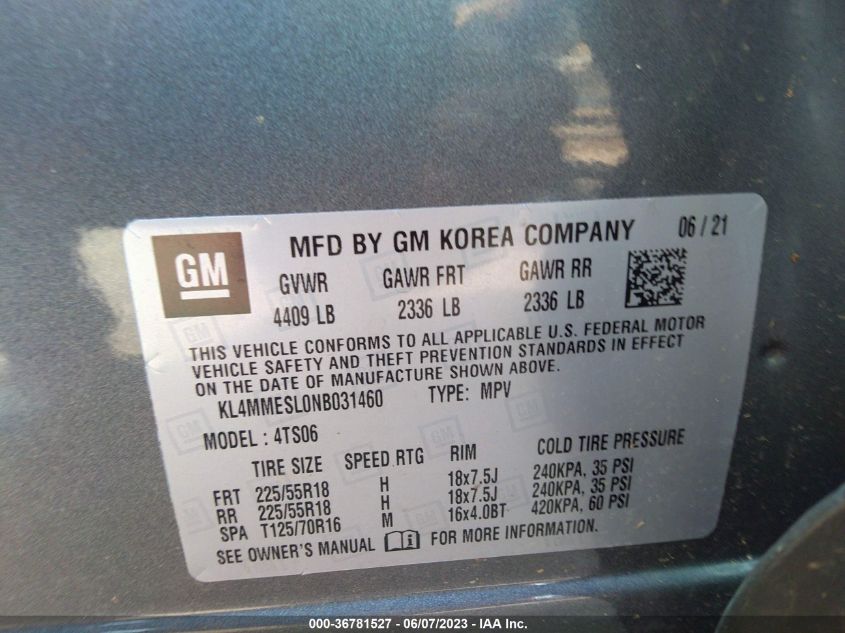 GM
MFD BY GM KOREA COMPANY 06 / 21
GVWR GAWR FRT GAWR RR
4409 LB 2336 LB 2336 LB
THIS VEHICLE CONFORMS TO ALL APPLICABLE U.S. FEDERAL MOTOR
VEHICLE SAFETY AND THEFT PREVENTION STANDARDS IN EFFECT
ON THE DATE OF MANUFACTURE SHOWN ABOVE.
KL4MMESL0NB031460 TYPE: MPV
MODEL : 4TS06
TIRE SIZE SPEED RTG RIM COLD TIRE PRESSURE
FRT 225/55R18 H 18x7.5J 240KPA, 35 PSI
RR 225/55R18 H 18x7.5J 240KPA, 35 PSI
SPA T125/70R16 M 16x4.0BT 420KPA, 60 PSI
SEE OWNER'S MANUAL i FOR MORE INFORMATION.
000-36781527 - 06/07/2023 - IAA Inc.